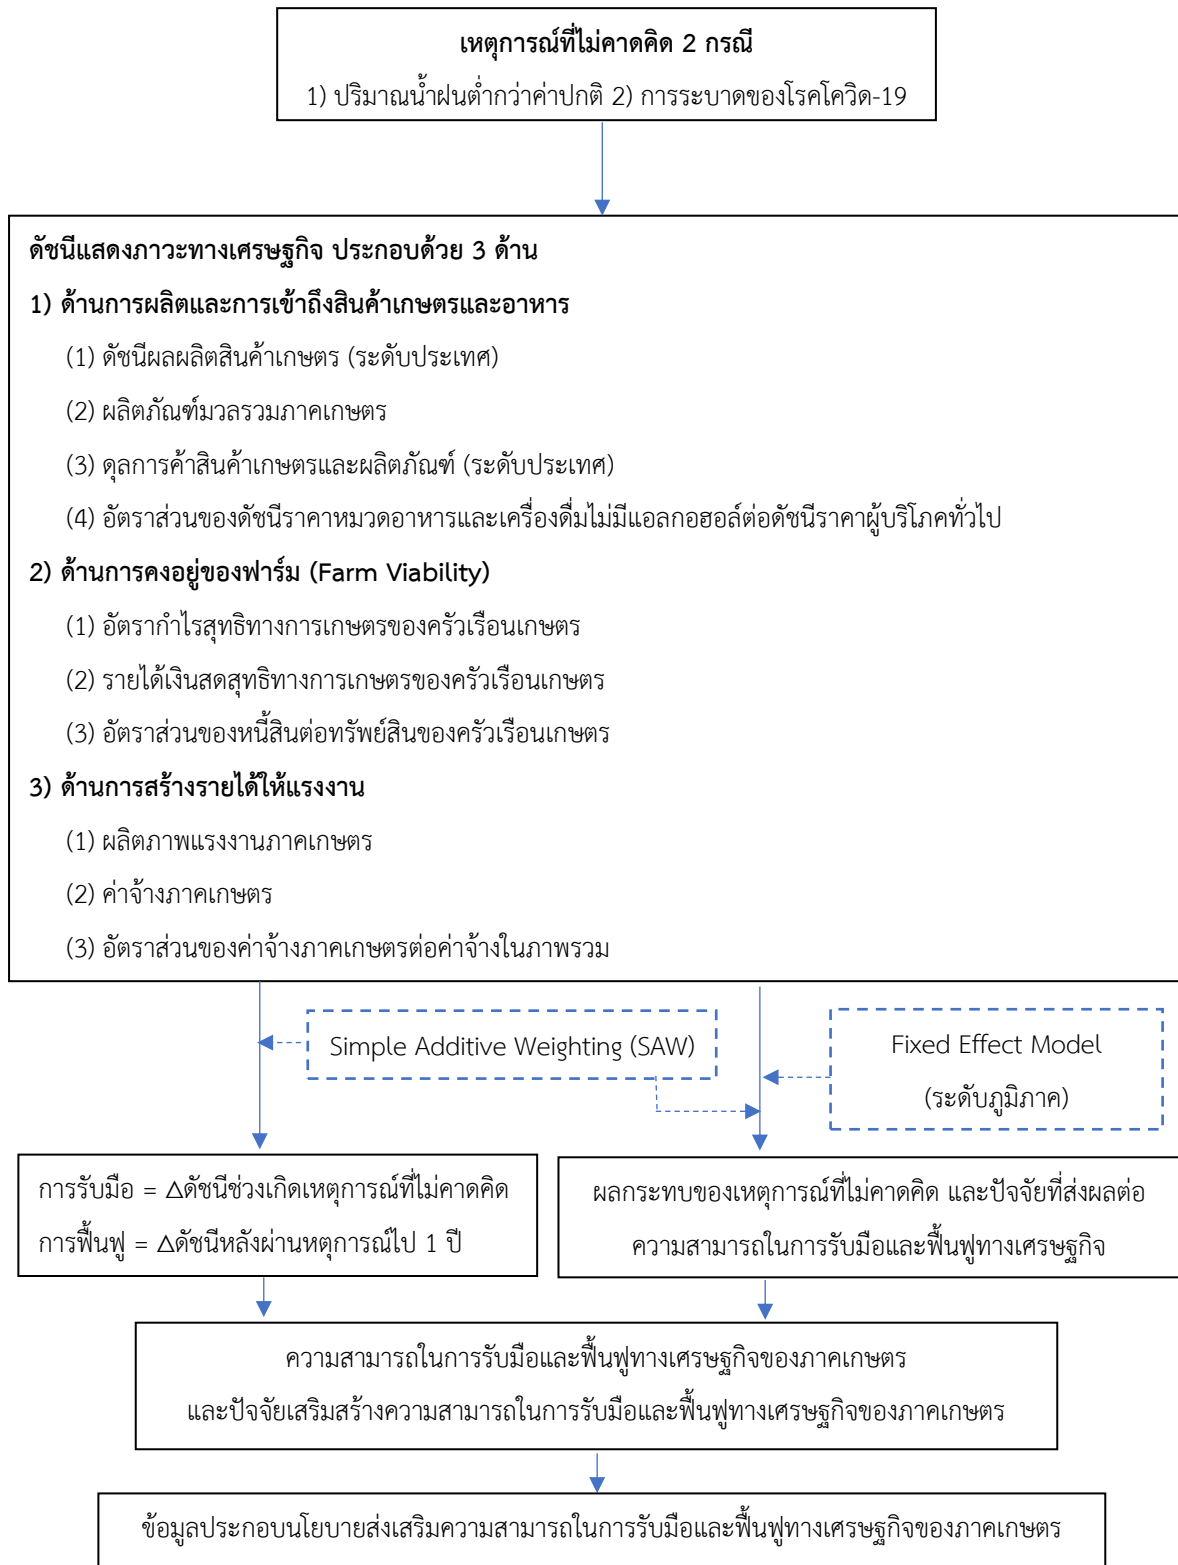 เหตุการณ์ที่ไม่คาดคิด 2 กรณี
1) ปริมาณน้ำฝนต่ำกว่าค่าปกติ 2) การระบาดของโรคโควิด-19
ดัชนีแสดงภาวะทางเศรษฐกิจ ประกอบด้วย 3 ด้าน
1) ด้านการผลิตและการเข้าถึงสินค้าเกษตรและอาหาร
(1) ดัชนีผลผลิตสินค้าเกษตร (ระดับประเทศ)
(2) ผลิตภัณฑ์มวลรวมภาคเกษตร
(3) ดุลการค้าสินค้าเกษตรและผลิตภัณฑ์ (ระดับประเทศ)
(4) อัตราส่วนของดัชนีราคาหมวดอาหารและเครื่องดื่มไม่มีแอลกอฮอล์ต่อดัชนีราคาผู้บริโภคทั่วไป
2) ด้านการคงอยู่ของฟาร์ม (Farm Viability)
(1) อัตรากำไรสุทธิทางการเกษตรของครัวเรือนเกษตร
(2) รายได้เงินสดสุทธิทางการเกษตรของครัวเรือนเกษตร
(3) อัตราส่วนของหนี้สินต่อทรัพย์สินของครัวเรือนเกษตร
3) ด้านการสร้างรายได้ให้แรงงาน
(1) ผลิตภาพแรงงานภาคเกษตร
(2) ค่าจ้างภาคเกษตร
(3) อัตราส่วนของค่าจ้างภาคเกษตรต่อค่าจ้างในภาพรวม
Simple Additive Weighting (SAW)
Fixed Effect Model
(ระดับภูมิภาค)
การรับมือ = Δดัชนีช่วงเกิดเหตุการณ์ที่ไม่คาดคิด
การฟื้นฟู = Δดัชนีหลังผ่านหตุการณ์ไป 1 ปี
ผลกระทบของเหตุการณ์ที่ไม่คาดคิด และปัจจัยที่ส่งผลต่อ
ความสามารถในการรับมือและฟื้นฟูทางเศรษฐกิจ
ความสามารถในการรับมือและฟื้นฟูทางเศรษฐกิจของภาคเกษตร
และปัจจัยเสริมสร้างความสามารถในการรับมือและฟื้นฟูทางเศรษฐกิจของภาคเกษตร
ข้อมูลประกอบนโยบายส่งเสริมความสามารถในการรับมือและฟื้นฟูทางเศรษฐกิจของภาคเกษตร